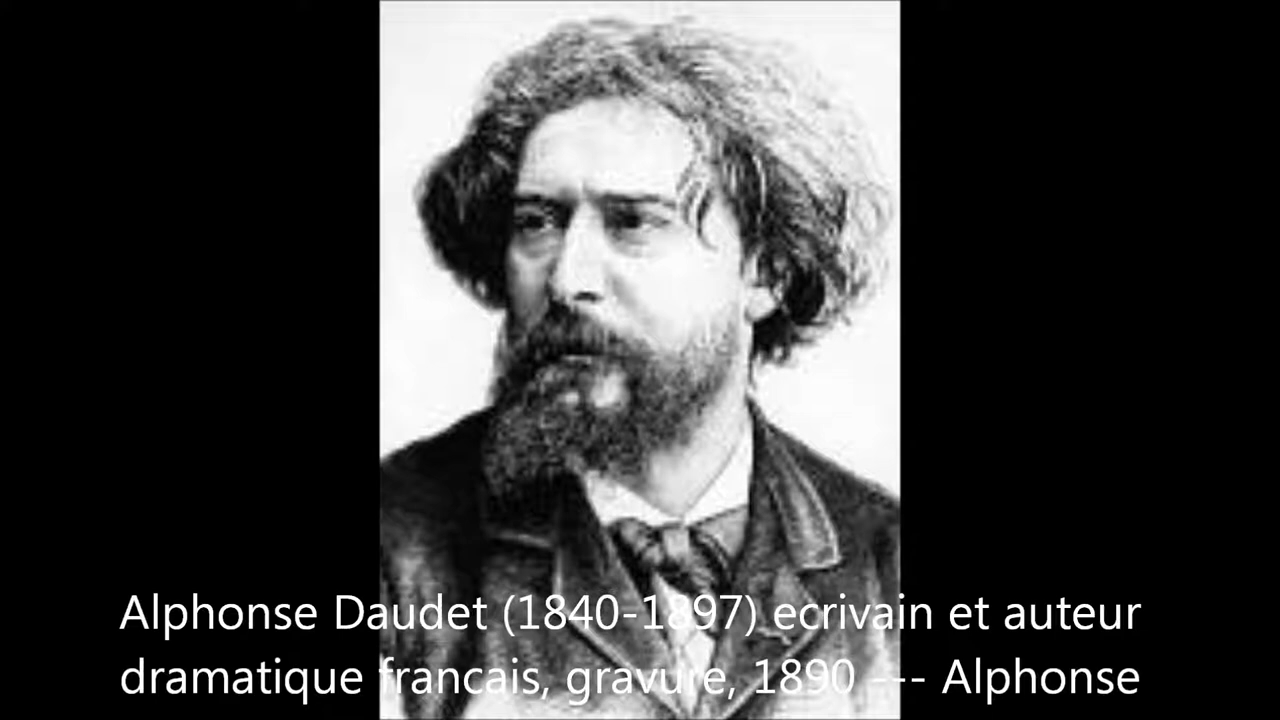 Alphonse Daudet (1840-1897) ecrivain et auteur
dramatique francais, gravure, 1890 --- Alphonse